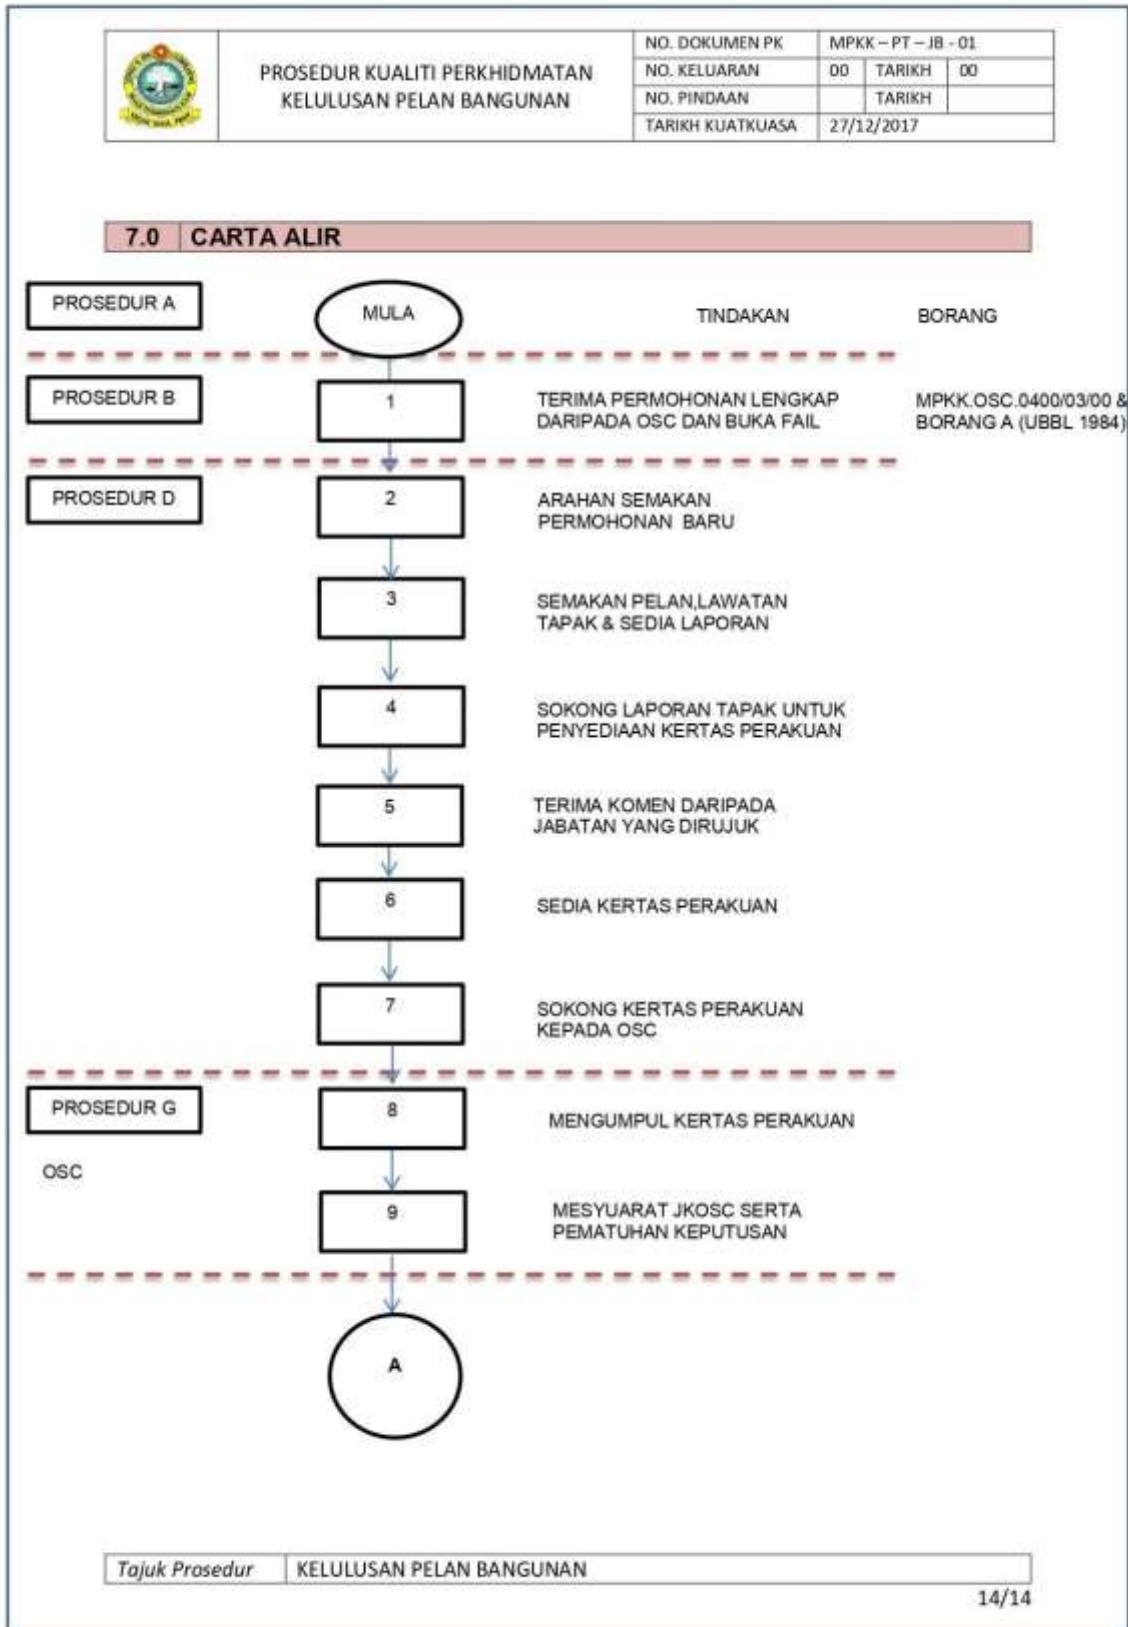 PROSEDUR KUALITI PERKHIDMATAN
KELULUSAN PELAN BANGUNAN
NO. DOKUMEN PK MPKK – PT – JB - 01
NO. KELUARAN 00 TARIKH 00
NO. PINDAAN TARIKH
TARIKH KUATKUASA 27/12/2017
7.0 CARTA ALIR
PROSEDUR A MULA TINDAKAN BORANG
PROSEDUR B 1 TERIMA PERMOHONAN LENGKAP MPKK.OSC.0400/03/00 &
DARIPADA OSC DAN BUKA FAIL BORANG A (UBBL 1984)
PROSEDUR D 2 ARAHAN SEMAKAN
PERMOHONAN BARU
3 SEMAKAN PELAN,LAWATAN
TAPAK & SEDIA LAPORAN
4 SOKONG LAPORAN TAPAK UNTUK
PENYEDIAAN KERTAS PERAKUAN
5 TERIMA KOMEN DARIPADA
JABATAN YANG DIRUJUK
6 SEDIA KERTAS PERAKUAN
7 SOKONG KERTAS PERAKUAN
KEPADA OSC
PROSEDUR G 8 MENGUMPUL KERTAS PERAKUAN
OSC
9 MESYUARAT JKOSC SERTA
PEMATUHAN KEPUTUSAN
A
Tajuk Prosedur KELULUSAN PELAN BANGUNAN
14/14